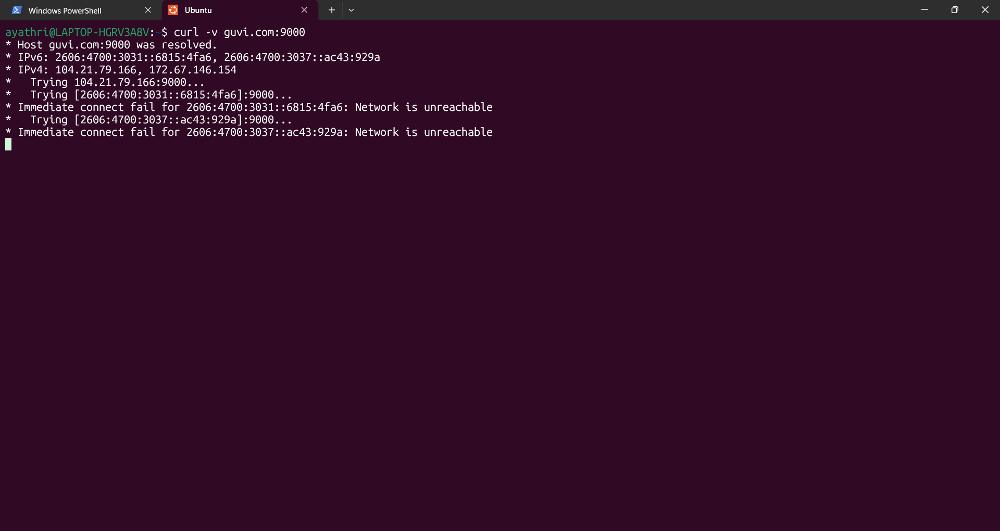 Windows PowerShell
Ubuntu
ayathri@LAPTOP-HGRV3A8V:~$ curl -v guvi.com:9000
* Host guvi.com:9000 was resolved.
* IPv6: 2606:4700:3031::6815:4fa6, 2606:4700:3037::ac43:929a
* IPv4: 104.21.79.166, 172.67.146.154
*   Trying 104.21.79.166:9000...
*   Trying [2606:4700:3031::6815:4fa6]:9000...
* Immediate connect fail for 2606:4700:3031::6815:4fa6: Network is unreachable
*   Trying [2606:4700:3037::ac43:929a]:9000...
* Immediate connect fail for 2606:4700:3037::ac43:929a: Network is unreachable